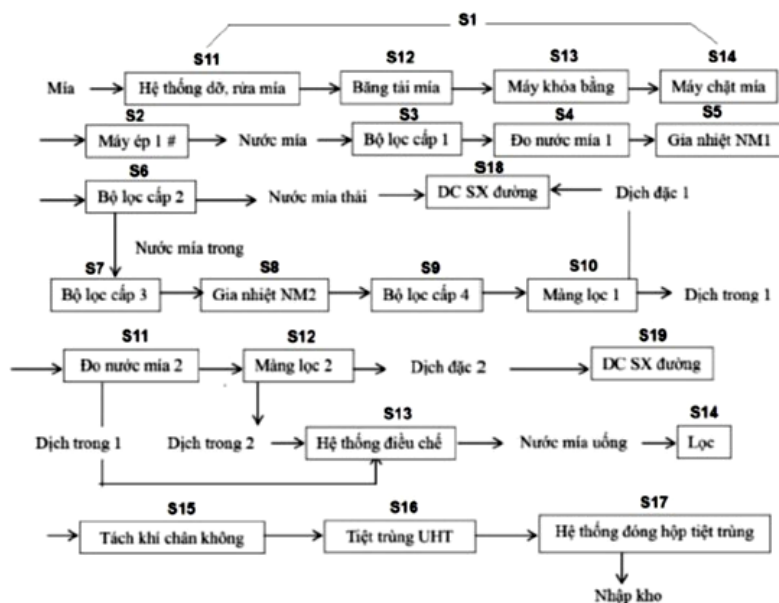 S1
S11 S12 S13 S14
Mía Hệ thống dỡ, rửa mía Băng tải mía Máy khỏa bằng Máy chặt mía
S2 S3 S4 S5
Máy ép 1 # Nước mía Bộ lọc cấp 1 Đo nước mía 1 Gia nhiệt NM1
S6 S18
Bộ lọc cấp 2 Nước mía thải DC SX đường Dịch đặc 1
Nước mía trong
S7 S8 S9 S10
Bộ lọc cấp 3 Gia nhiệt NM2 Bộ lọc cấp 4 Màng lọc 1 Dịch trong 1
S11 S12 S19
Đo nước mía 2 Màng lọc 2 Dịch đặc 2 DC SX đường
S13 S14
Dịch trong 1 Dịch trong 2 Hệ thống điều chế Nước mía uống Lọc
S15 S16 S17
Tách khí chân không Tiệt trùng UHT Hệ thống đóng hộp tiệt trùng
Nhập kho